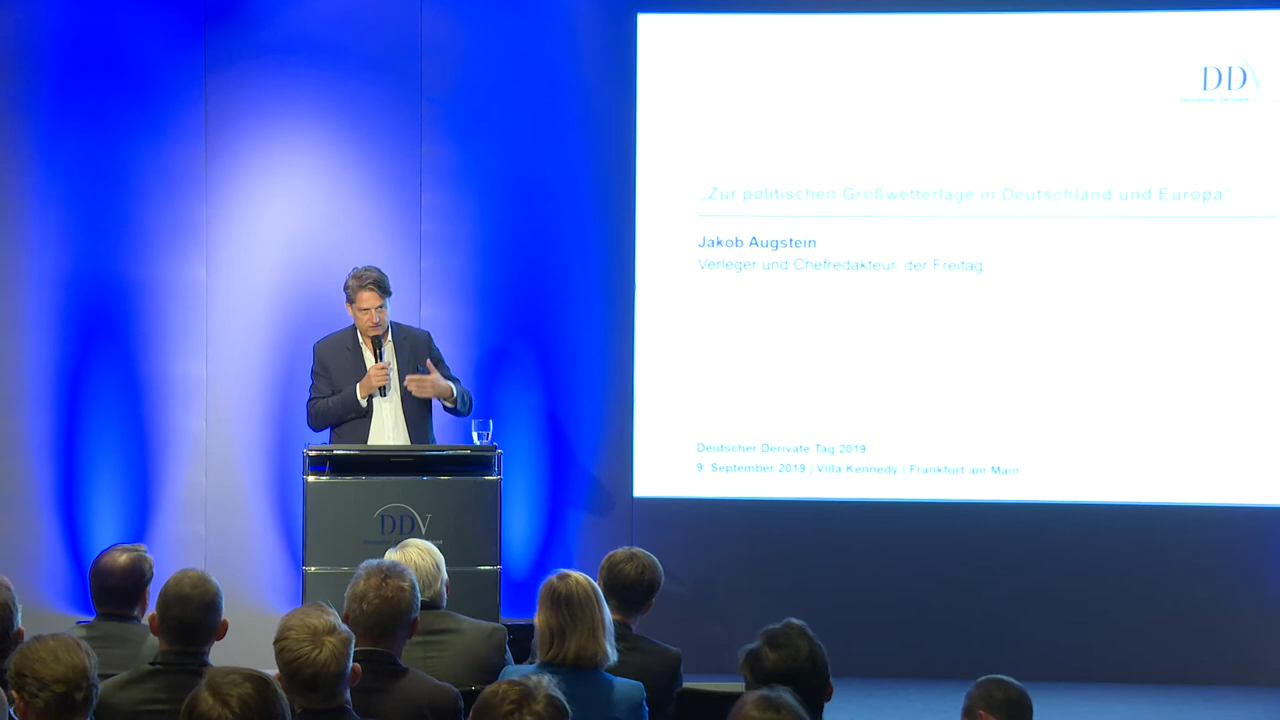 DDV
„Zur politischen Großwetterlage in Deutschland und Europa"
Jakob Augstein
Verleger und Chefredakteur, der Freitag
Deutscher Derivate Tag 2019
9. September 2019 | Villa Kennedy | Frankfurt am Main
DDV